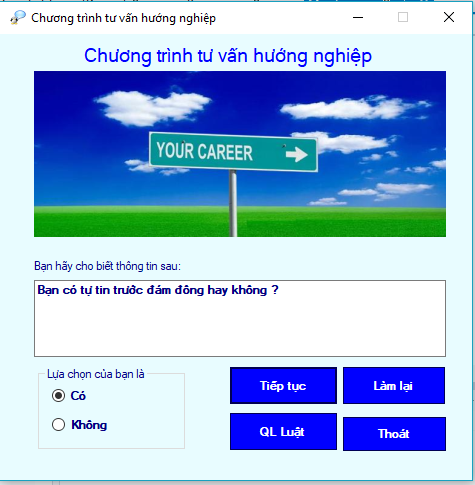 Chương trình tư vấn hướng nghiệp
Chương trình tư vấn hướng nghiệp
YOUR CAREER
Bạn hãy cho biết thông tin sau:
Bạn có tự tin trước đám đông hay không ?
Lựa chọn của bạn là
Có
Không
Tiếp tục
Làm lại
QL Luật
Thoát